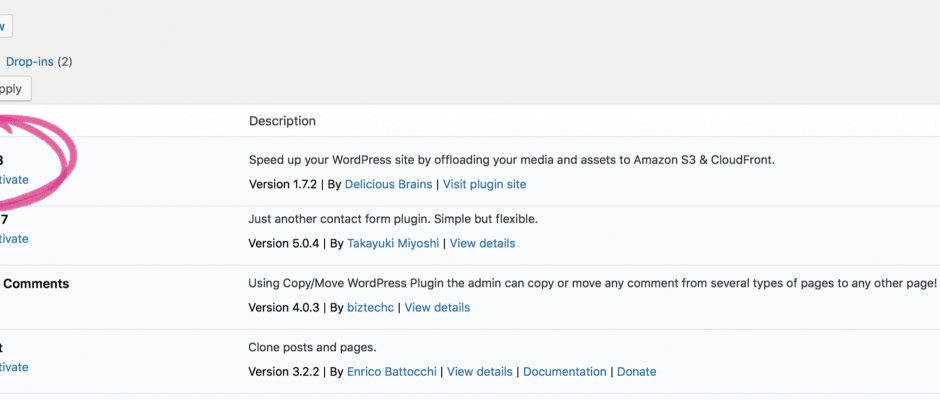 w
Drop-ins (2)
pply
Description
3
Speed up your WordPress site by offloading your media and assets to Amazon S3 & CloudFront.
tivate
Version 1.7.2 | By Delicious Brains | Visit plugin site
7
Just another contact form plugin. Simple but flexible.
tivate
Version 5.0.4 | By Takayuki Miyoshi | View details
Comments
Using Copy/Move WordPress Plugin the admin can copy or move any comment from several types of pages to any other page!
Version 4.0.3 | By biztechc | View details
t
Clone posts and pages.
tivate
Version 3.2.2 | By Enrico Battocchi | View details | Documentation | Donate